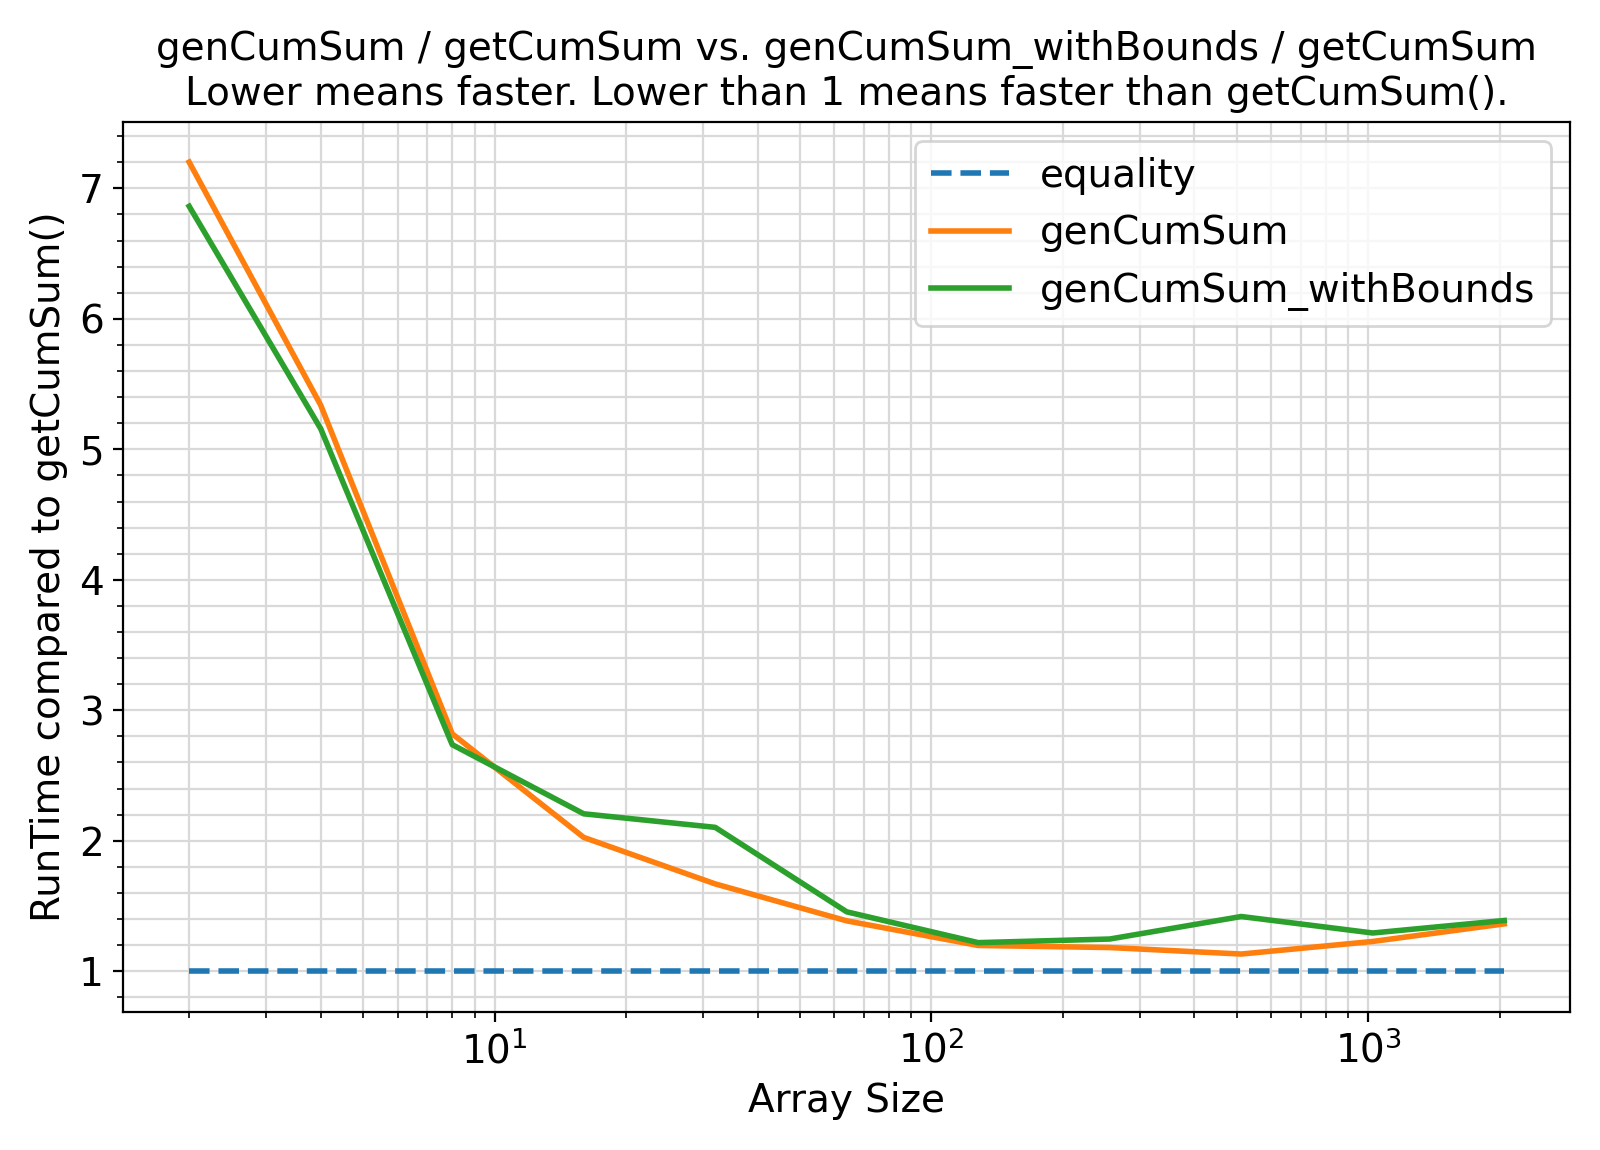 genCumSum / getCumSum vs. genCumSum_withBounds / getCumSum
Lower means faster. Lower than 1 means faster than getCumSum().
equality
genCumSum
genCumSum_withBounds
RunTime compared to getCumSum()
7
6
5
4
3
2
1
10¹ 10² 10³
Array Size